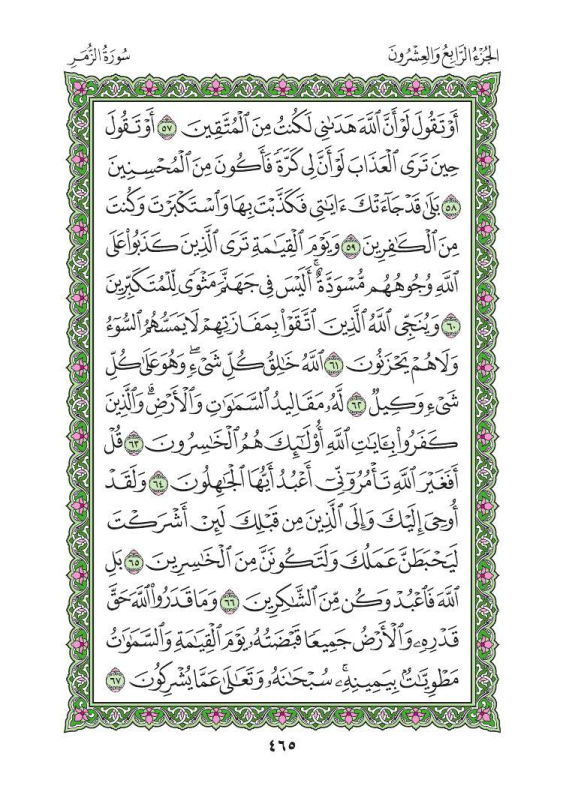 الجُزْءُ الرَّابِعُ وَالعِشْرُونَ
سُورَةُ الزُّمَرِ
أَوْ تَقُولَ لَوْ أَنَّ ٱللَّهَ هَدَىٰنِي لَكُنتُ مِنَ ٱلْمُتَّقِينَ ٥٧ أَوْ تَقُولَ
حِينَ تَرَى ٱلْعَذَابَ لَوْ أَنَّ لِي كَرَّةً فَأَكُونَ مِنَ ٱلْمُحْسِنِينَ
٥٨ بَلَىٰ قَدْ جَآءَتْكَ ءَايَٰتِي فَكَذَّبْتَ بِهَا وَٱسْتَكْبَرْتَ وَكُنتَ
مِنَ ٱلْكَٰفِرِينَ ٥٩ وَيَوْمَ ٱلْقِيَٰمَةِ تَرَى ٱلَّذِينَ كَذَبُوا۟ عَلَى
ٱللَّهِ وُجُوهُهُم مُّسْوَدَّةٌ ۚ أَلَيْسَ فِي جَهَنَّمَ مَثْوًى لِّلْمُتَكَبِّرِينَ
٦٠ وَيُنَجِّي ٱللَّهُ ٱلَّذِينَ ٱتَّقَوْا۟ بِمَفَازَتِهِمْ لَا يَمَسُّهُمُ ٱلسُّوٓءُ
وَلَا هُمْ يَحْزَنُونَ ٦١ ٱللَّهُ خَٰلِقُ كُلِّ شَيْءٍ ۖ وَهُوَ عَلَىٰ كُلِّ
شَيْءٍ وَكِيلٌ ٦٢ لَّهُۥ مَقَالِيدُ ٱلسَّمَٰوَٰتِ وَٱلْأَرْضِ ۗ وَٱلَّذِينَ
كَفَرُوا۟ بِـَٔايَٰتِ ٱللَّهِ أُو۟لَٰٓئِكَ هُمُ ٱلْخَٰسِرُونَ ٦٣ قُلْ
أَفَغَيْرَ ٱللَّهِ تَأْمُرُوٓنِّيٓ أَعْبُدُ أَيُّهَا ٱلْجَٰهِلُونَ ٦٤ وَلَقَدْ
أُوحِيَ إِلَيْكَ وَإِلَى ٱلَّذِينَ مِن قَبْلِكَ لَئِنْ أَشْرَكْتَ
لَيَحْبَطَنَّ عَمَلُكَ وَلَتَكُونَنَّ مِنَ ٱلْخَٰسِرِينَ ٦٥ بَلِ
ٱللَّهَ فَٱعْبُدْ وَكُن مِّنَ ٱلشَّٰكِرِينَ ٦٦ وَمَا قَدَرُوا۟ ٱللَّهَ حَقَّ
قَدْرِهِۦ وَٱلْأَرْضُ جَمِيعًا قَبْضَتُهُۥ يَوْمَ ٱلْقِيَٰمَةِ وَٱلسَّمَٰوَٰتُ
مَطْوِيَّٰتٌۢ بِيَمِينِهِۦ ۚ سُبْحَٰنَهُۥ وَتَعَٰلَىٰ عَمَّا يُشْرِكُونَ ٦٧
٤٦٥